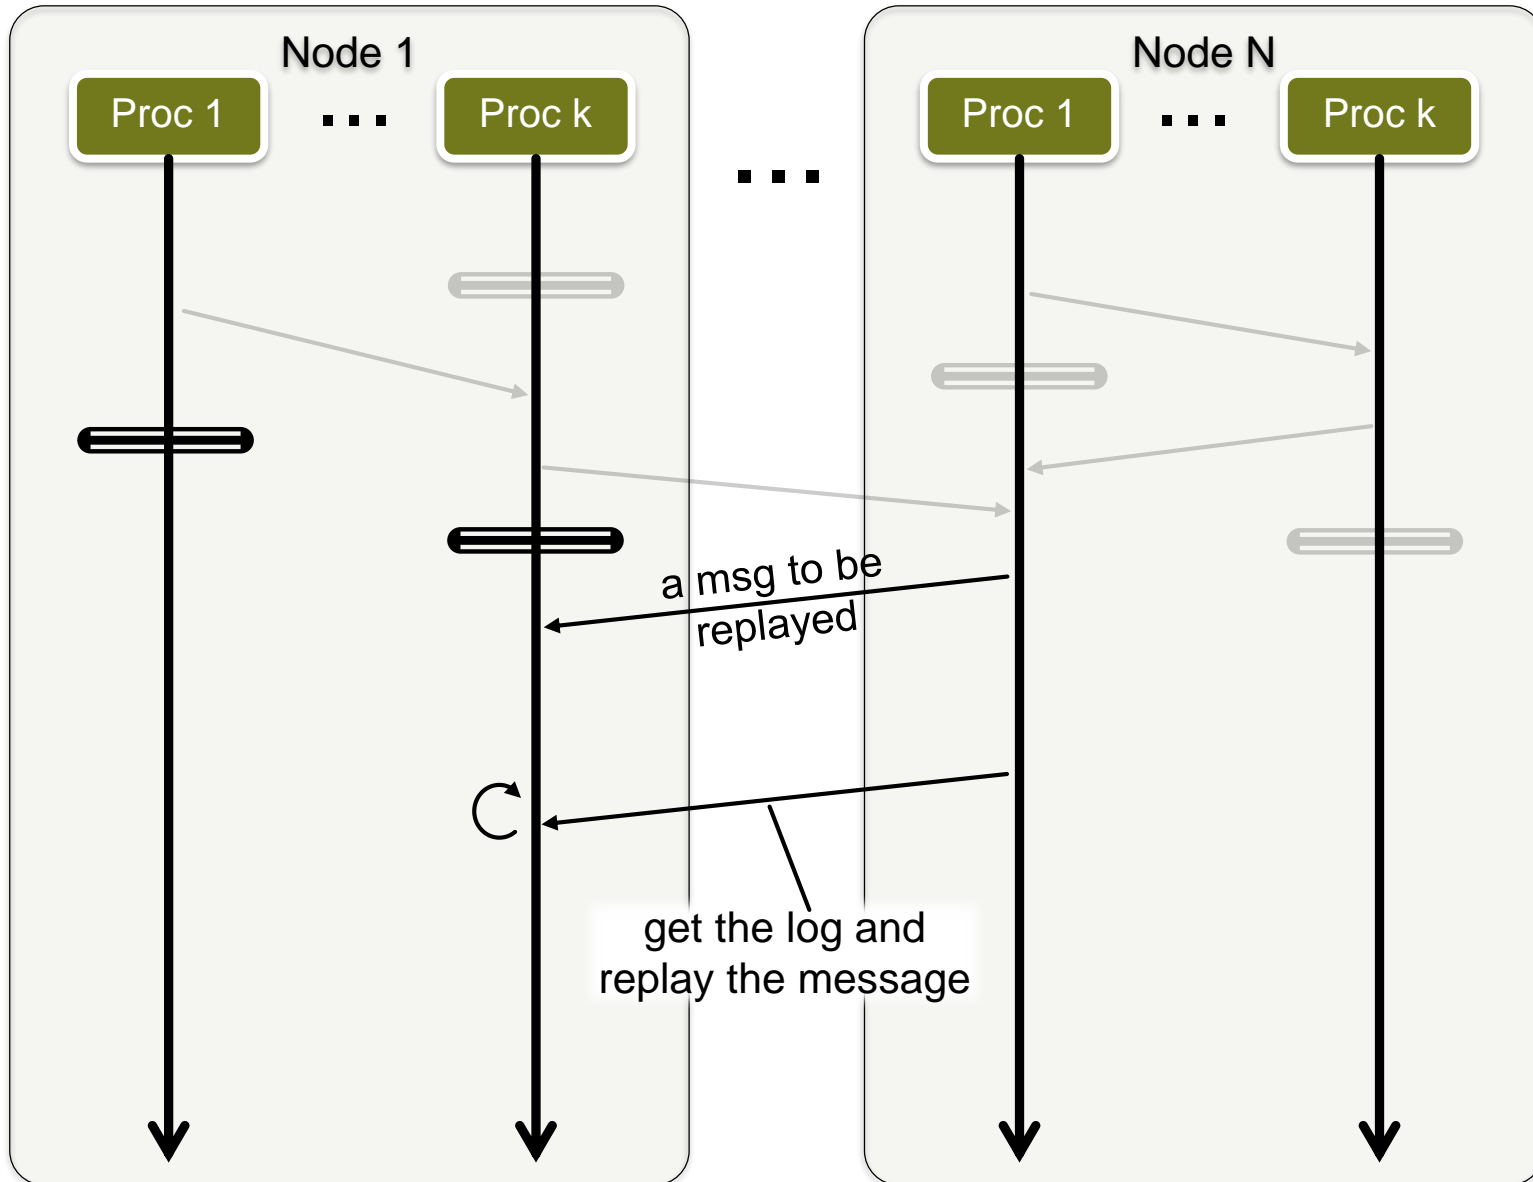 Node 1
Node N
Proc 1
...
Proc k
...
Proc 1
...
Proc k
a msg to be
replayed
get the log and
replay the message